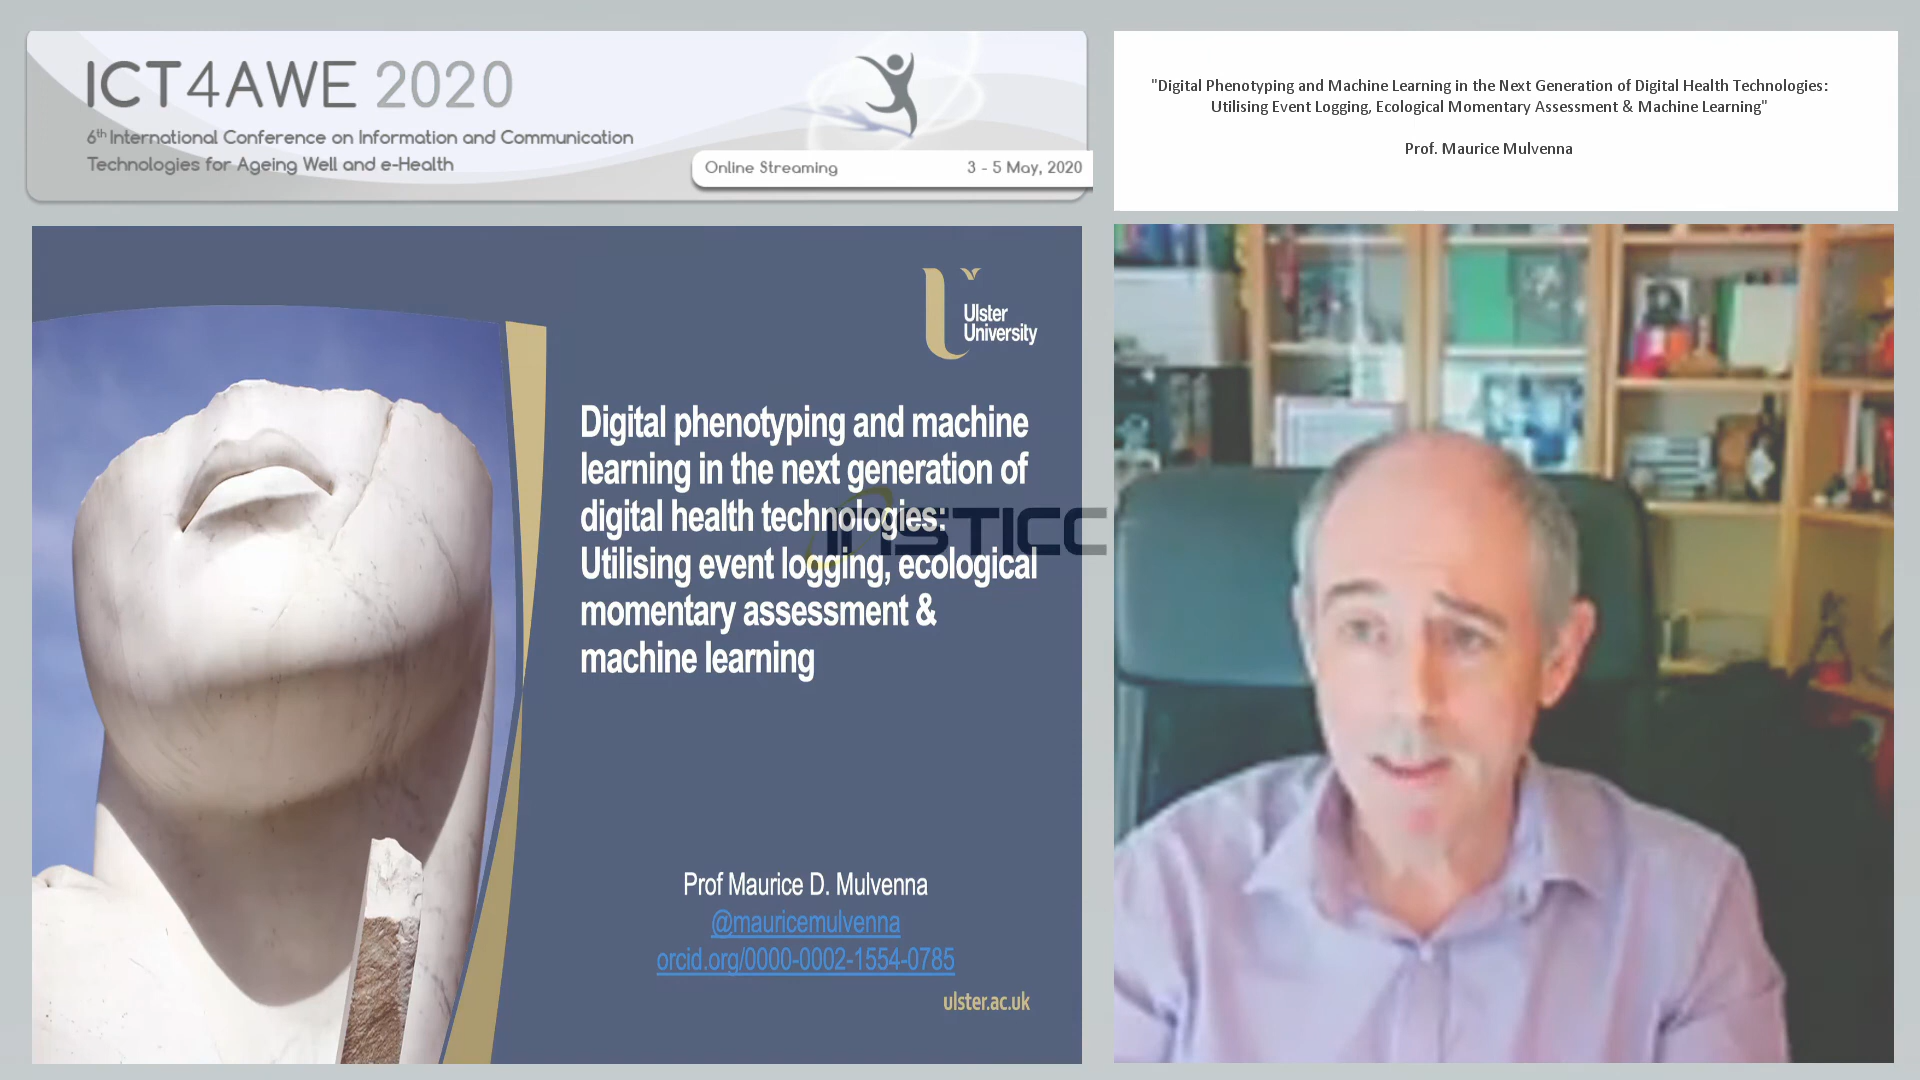 ICT4AWE 2020
6th International Conference on Information and Communication
Technologies for Ageing Well and e-Health
Online Streaming 3 - 5 May, 2020
"Digital Phenotyping and Machine Learning in the Next Generation of Digital Health Technologies:
Utilising Event Logging, Ecological Momentary Assessment & Machine Learning"
Prof. Maurice Mulvenna
Ulster
University
Digital phenotyping and machine
learning in the next generation of
digital health technologies:
Utilising event logging, ecological
momentary assessment &
machine learning
INSTICC
Prof Maurice D. Mulvenna
@mauricemulvenna
orcid.org/0000-0002-1554-0785
ulster.ac.uk